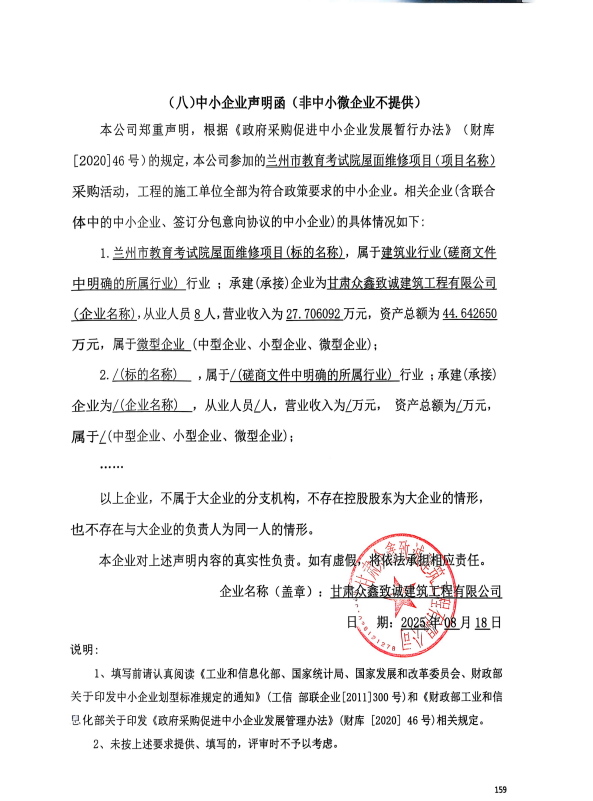 （八）中小企业声明函（非中小微企业不提供）
本公司郑重声明，根据《政府采购促进中小企业发展暂行办法》（财库
[2020]46 号）的规定，本公司参加的兰州市教育考试院屋面维修项目(项目名称)
采购活动，工程的施工单位全部为符合政策要求的中小企业。相关企业(含联合
体中的中小企业、签订分包意向协议的中小企业)的具体情况如下：
1.兰州市教育考试院屋面维修项目(标的名称)，属于建筑业行业(磋商文件
中明确的所属行业) 行业 ；承建(承接)企业为甘肃众鑫致诚建筑工程有限公司
(企业名称)，从业人员 8 人，营业收入为 27.706092 万元，资产总额为 44.642650
万元，属于微型企业 (中型企业、小型企业、微型企业)；
2. /(标的名称) ，属于/(磋商文件中明确的所属行业) 行业 ；承建(承接)
企业为/(企业名称) ，从业人员/人，营业收入为/万元， 资产总额为/万元，
属于/(中型企业、小型企业、微型企业)；
……
以上企业，不属于大企业的分支机构，不存在控股股东为大企业的情形，
也不存在与大企业的负责人为同一人的情形。
本企业对上述声明内容的真实性负责。如有虚假，将依法承担相应责任。
企业名称（盖章）：甘肃众鑫致诚建筑工程有限公司
日 期：2025 年 08 月 18 日
甘肃众鑫致诚建筑工程有限公司
说明：
1、填写前请认真阅读《工业和信息化部、国家统计局、国家发展和改革委员会、财政部
关于印发中小企业划型标准规定的通知》(工信 部联企业[2011]300 号)和《财政部工业和信
息化部关于印发《政府采购促进中小企业发展管理办法》(财库 [2020] 46 号)相关规定。
2、未按上述要求提供、填写的，评审时不予以考虑。
159